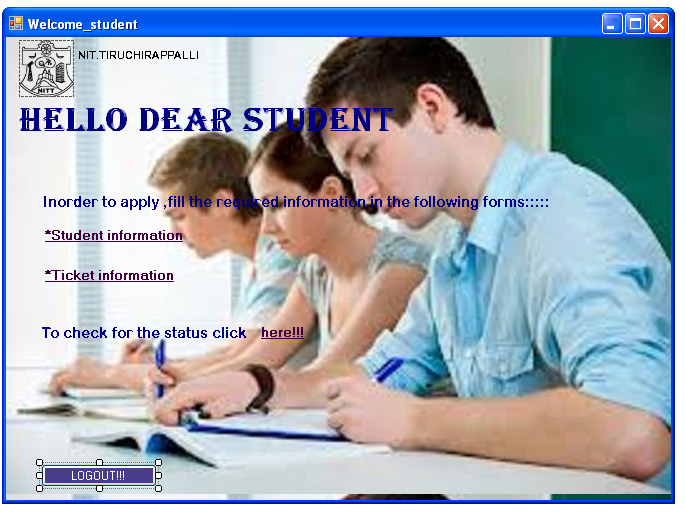 Welcome_student
NITT
NIT.TIRUCHIRAPPALLI
HELLO DEAR STUDENT
Inorder to apply ,fill the required information in the following forms:::::
*Student information
*Ticket information
To check for the status click here!!!
LOGOUT!!!